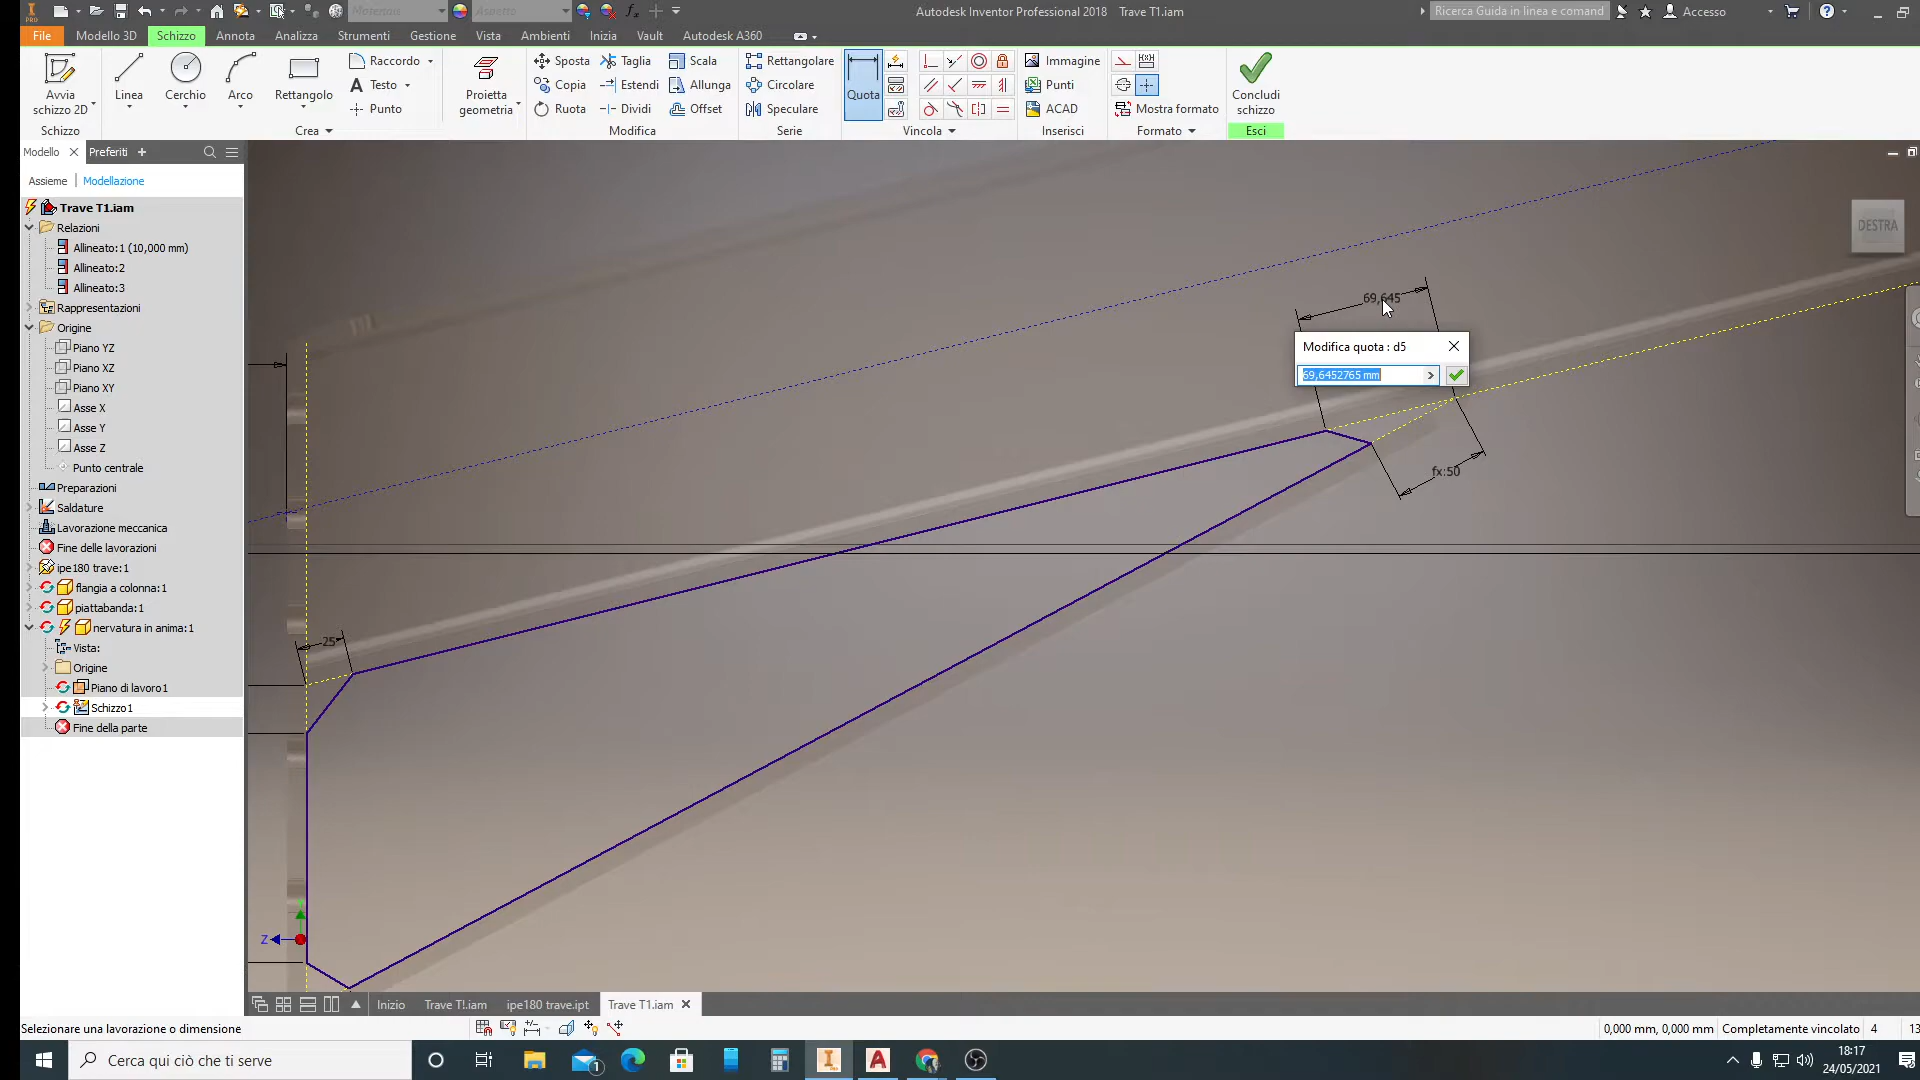 Materiale Aspetto fx Autodesk Inventor Professional 2018 Trave T1.iam Ricerca Guida in linea e comand Accesso
PRO
File Modello 3D Schizzo Annota Analizza Strumenti Gestione Vista Ambienti Inizia Vault Autodesk A360
Avvia
schizzo 2D
Linea
Cerchio
Arco
Rettangolo
Raccordo
Testo
Punto
Proietta
geometria
Sposta
Copia
Ruota
Taglia
Estendi
Dividi
Scala
Allunga
Offset
Rettangolare
Circolare
Speculare
Quota
Immagine
Punti
ACAD
Mostra formato
Concludi
schizzo
Schizzo Crea Modifica Serie Vincola Inserisci Formato Esci
Modello Preferiti
Assieme Modellazione
Trave T1.iam
Relazioni
Allineato:1 (10,000 mm)
Allineato:2
Allineato:3
Rappresentazioni
Origine
Piano YZ
Piano XZ
Piano XY
Asse X
Asse Y
Asse Z
Punto centrale
Preparazioni
Saldature
Lavorazione meccanica
Fine delle lavorazioni
ipe180 trave:1
flangia a colonna:1
piattabanda:1
nervatura in anima:1
Vista:
Origine
Piano di lavoro1
Schizzo1
Fine della parte
DESTRA
69,645
Modifica quota : d5
69,6452765 mm
fx:50
25
Z
Inizio Trave T!.iam ipe180 trave.ipt Trave T1.iam
Selezionare una lavorazione o dimensione
0,000 mm, 0,000 mm Completamente vincolato 4 13
Cerca qui ciò che ti serve
1
18:17
24/05/2021